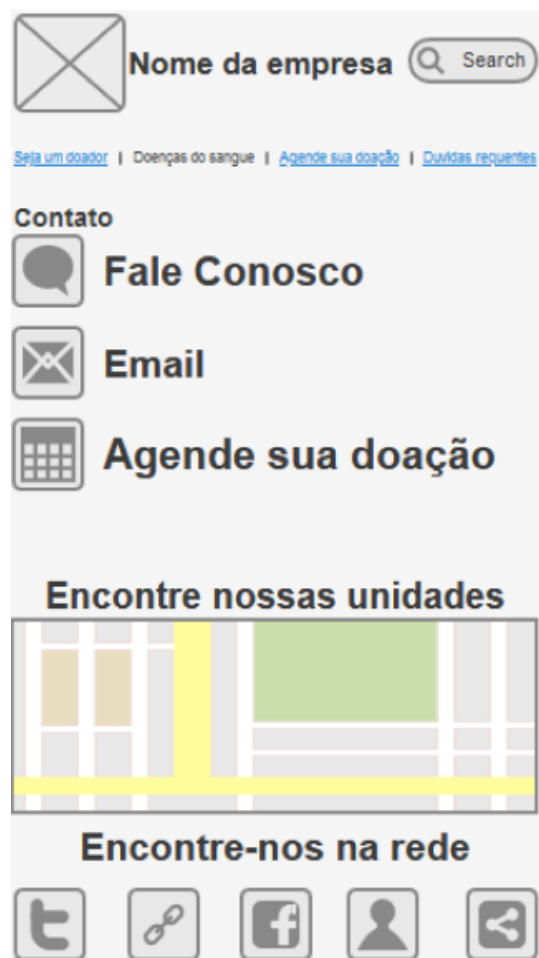 Nome da empresa Search
Seja um doador | Doenças do sangue | Agende sua doação | Duvidas requentes
Contato
Fale Conosco
Email
Agende sua doação
Encontre nossas unidades
Encontre-nos na rede